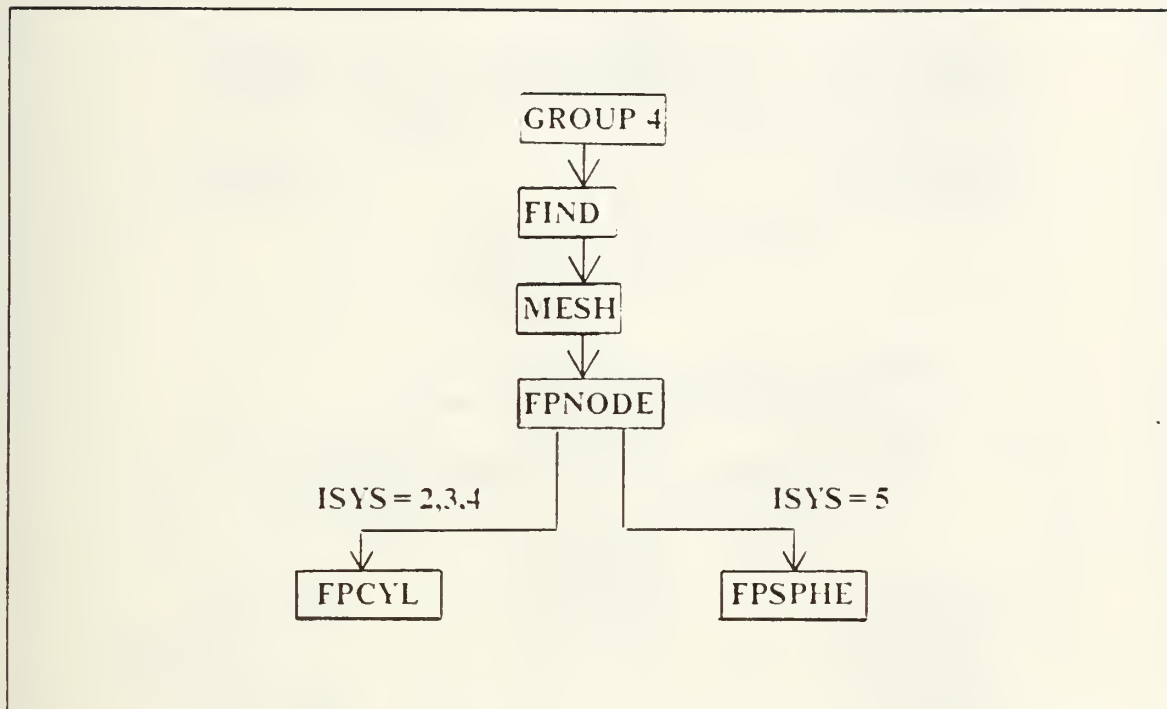 GROUP 4
FIND
MESH
FPNODE
ISYS = 2,3,4
ISYS = 5
FPCYL
FPSPHE